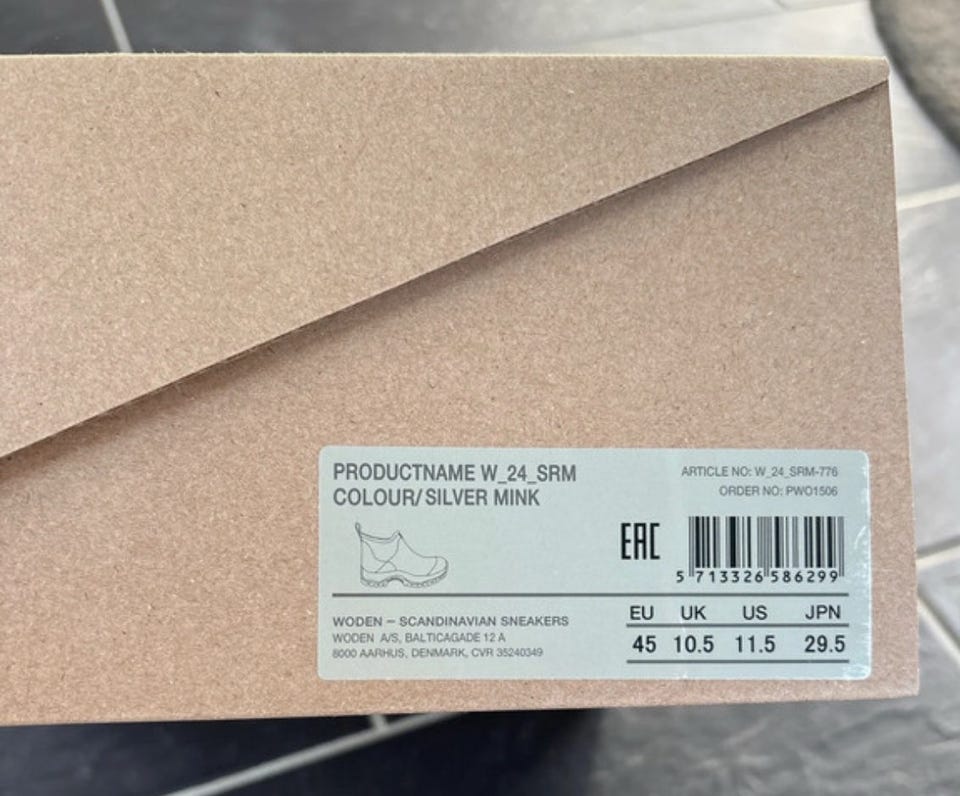 PRODUCTNAME W_24_SRM
COLOUR/SILVER MINK
ARTICLE NO: W_24_SRM-776
ORDER NO: PWO1506
EAC
5 713326 586299
WODEN – SCANDINAVIAN SNEAKERS
WODEN A/S, BALTICAGADE 12 A
8000 AARHUS, DENMARK, CVR 35240349
EU UK US JPN
45 10.5 11.5 29.5